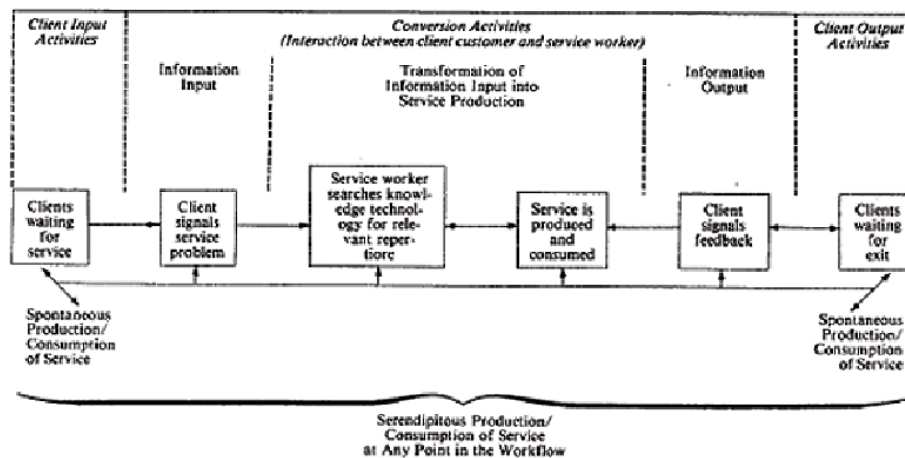 Client Input
Activities
Conversion Activities
(Interaction between client customer and service worker)
Client Output
Activities
Information
Input
Transformation of
Information Input into
Service Production
Information
Output
Clients
waiting
for
service
Client
signals
service
problem
Service worker
searches knowl-
edge technol-
ogy for rele-
vant reper-
tiorc
Service is
produced
and
consumed
Client
signals
feedback
Clients
waiting
for
exit
Spontaneous
Production/
Consumption
of Service
Spontaneous
Production/
Consumption
of Service
Serendipitous Production/
Consumption of Service
at Any Point in the Workflow